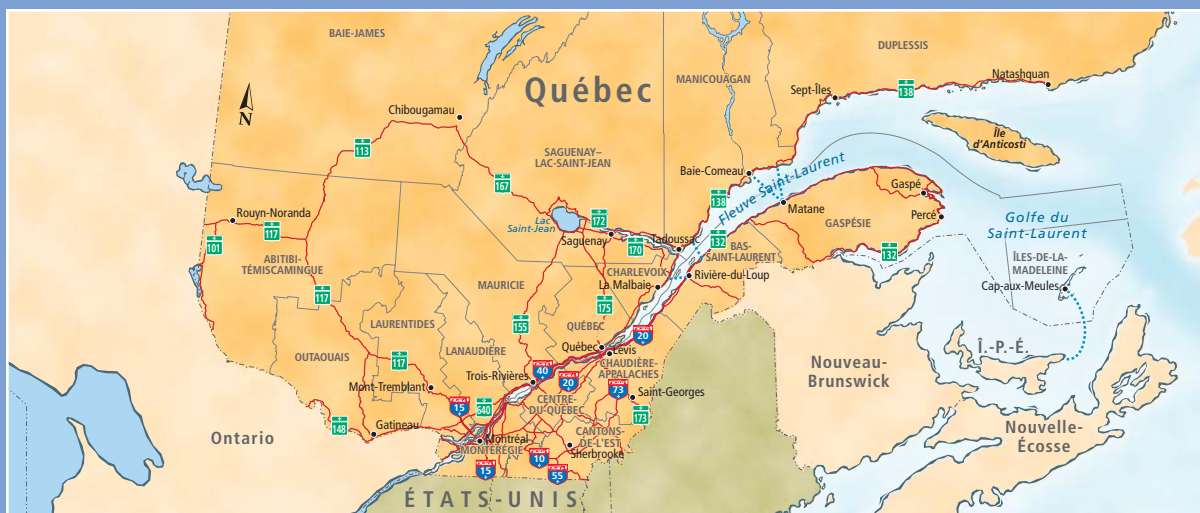 BAIE-JAMES
DUPLESSIS
MANICOUAGAN
Natashquan
Québec
Sept-Îles
138
N
Chibougamau
Île
d'Anticosti
113
SAGUENAY–
LAC-SAINT-JEAN
Baie-Comeau
Fleuve Saint-Laurent
167
138
Gaspé
Matane
Rouyn-Noranda
Lac
Saint-Jean
172
GASPÉSIE
Percé
Golfe du
Saint-Laurent
117
101
Saguenay
170
Tadoussac
132
BAS-
SAINT-LAURENT
132
ABITIBI-
TÉMISCAMINGUE
CHARLEVOIX
Rivière-du-Loup
ÎLES-DE-LA-
MADELEINE
La Malbaie
Cap-aux-Meules
MAURICIE
117
175
LAURENTIDES
155
QUÉBEC
20
OUTAOUAIS
LANAUDIÈRE
Québec
Lévis
Î.-P.-É.
117
CHAUDIÈRE-
APPALACHES
Nouveau-
Brunswick
40
Trois-Rivières
20
73
Mont-Tremblant
Saint-Georges
15
640
CENTRE-
DU-QUÉBEC
173
148
Gatineau
Ontario
Montréal
MONTÉRÉGIE
CANTONS-
DE-L'EST
Sherbrooke
Nouvelle-
Écosse
10
15
55
ÉTATS-UNIS